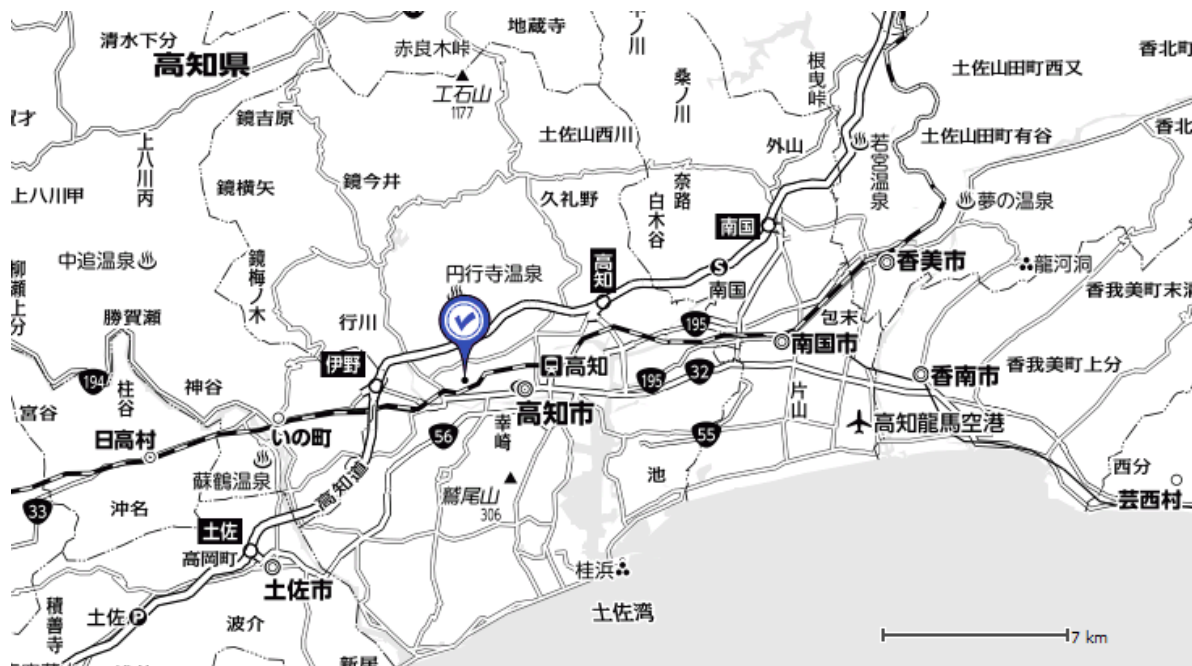 地蔵寺
清水下分
高知県
赤良木峠
工石山
1177
桑ノ川
根曳峠
香北町
土佐山田町西又
鏡吉原
土佐山西川
外山
若宮温泉
土佐山田町有谷
上八川丙
上八川甲
鏡横矢
鏡今井
久礼野
奈路
白木谷
南国
夢の温泉
中追温泉
鏡梅ノ木
円行寺温泉
高知
S
南国
香美市
龍河洞
柳瀬上分
勝賀瀬
行川
195
包末
南国市
香我美町末清
香我美町上分
伊野
高知
194
柱谷
神谷
195
32
香南市
宮谷
高知市
片山
高知龍馬空港
日高村
いの町
56
幸崎
55
蘇鶴温泉
高知道
鷲尾山
306
池
西分
芸西村
33
沖名
土佐
高岡町
土佐市
桂浜
土佐湾
積善寺
土佐
P
波介
新居
7 km